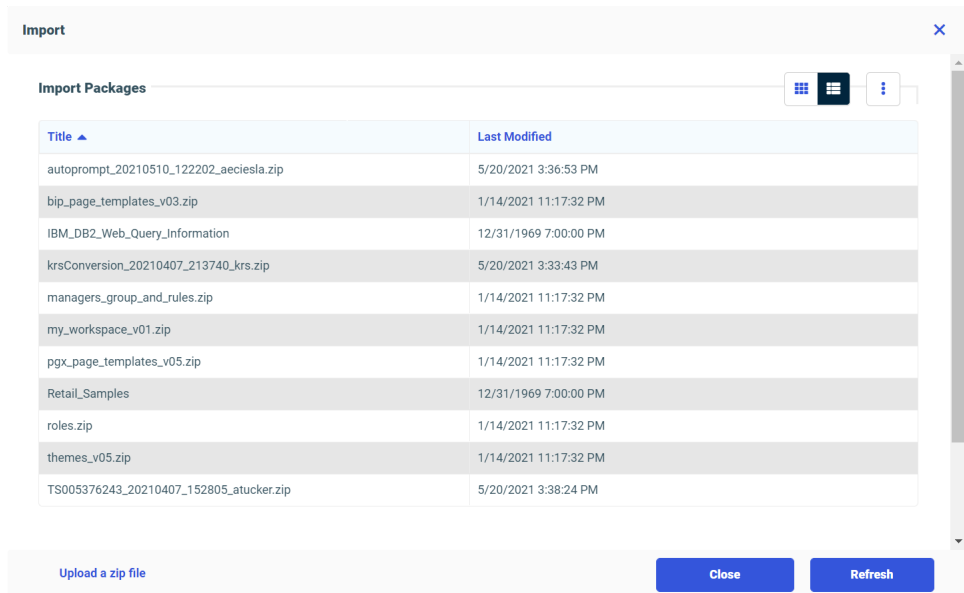 Import
Import Packages
Title Last Modified
autoprompt_20210510_122202_aeciesla.zip 5/20/2021 3:36:53 PM
bip_page_templates_v03.zip 1/14/2021 11:17:32 PM
IBM_DB2_Web_Query_Information 12/31/1969 7:00:00 PM
krsConversion_20210407_213740_krs.zip 5/20/2021 3:33:43 PM
managers_group_and_rules.zip 1/14/2021 11:17:32 PM
my_workspace_v01.zip 1/14/2021 11:17:32 PM
pgx_page_templates_v05.zip 1/14/2021 11:17:32 PM
Retail_Samples 12/31/1969 7:00:00 PM
roles.zip 1/14/2021 11:17:32 PM
themes_v05.zip 1/14/2021 11:17:32 PM
TS005376243_20210407_152805_atucker.zip 5/20/2021 3:38:24 PM
Upload a zip file Close Refresh